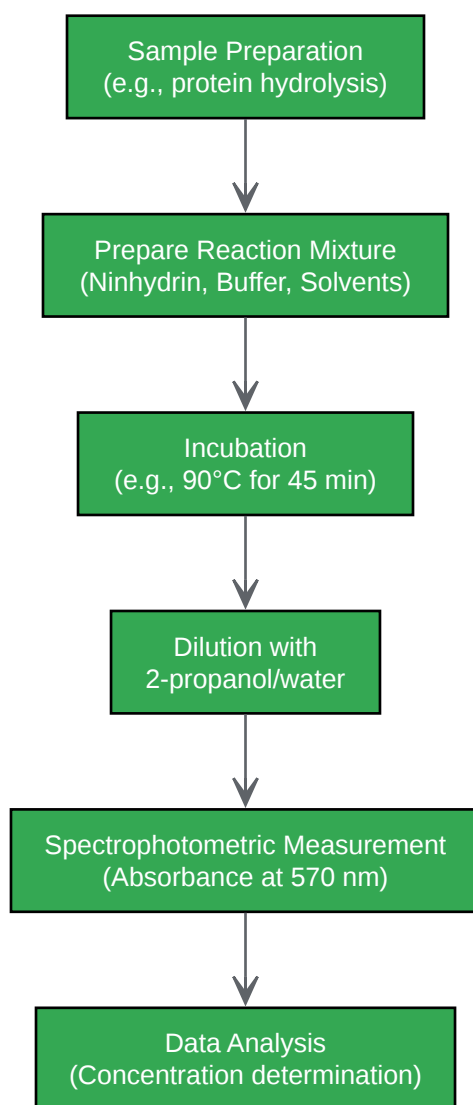 Sample Preparation
(e.g., protein hydrolysis)
Prepare Reaction Mixture
(Ninhydrin, Buffer, Solvents)
Incubation
(e.g., 90°C for 45 min)
Dilution with
2-propanol/water
Spectrophotometric Measurement
(Absorbance at 570 nm)
Data Analysis
(Concentration determination)